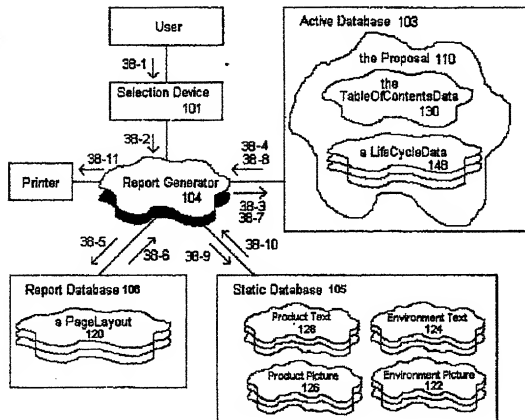 User
38-1
Selection Device
101
38-2
38-11
38-4
38-8
Printer
Report Generator
104
38-3
38-7
38-5
38-6
38-9
38-10
Active Database 103
the Proposal 110
the
TableOfContentsData
130
a LifeCycleData
148
Report Database 106
a PageLayout
120
Static Database 105
Product Text
128
Environment Text
124
Product Picture
126
Environment Picture
122